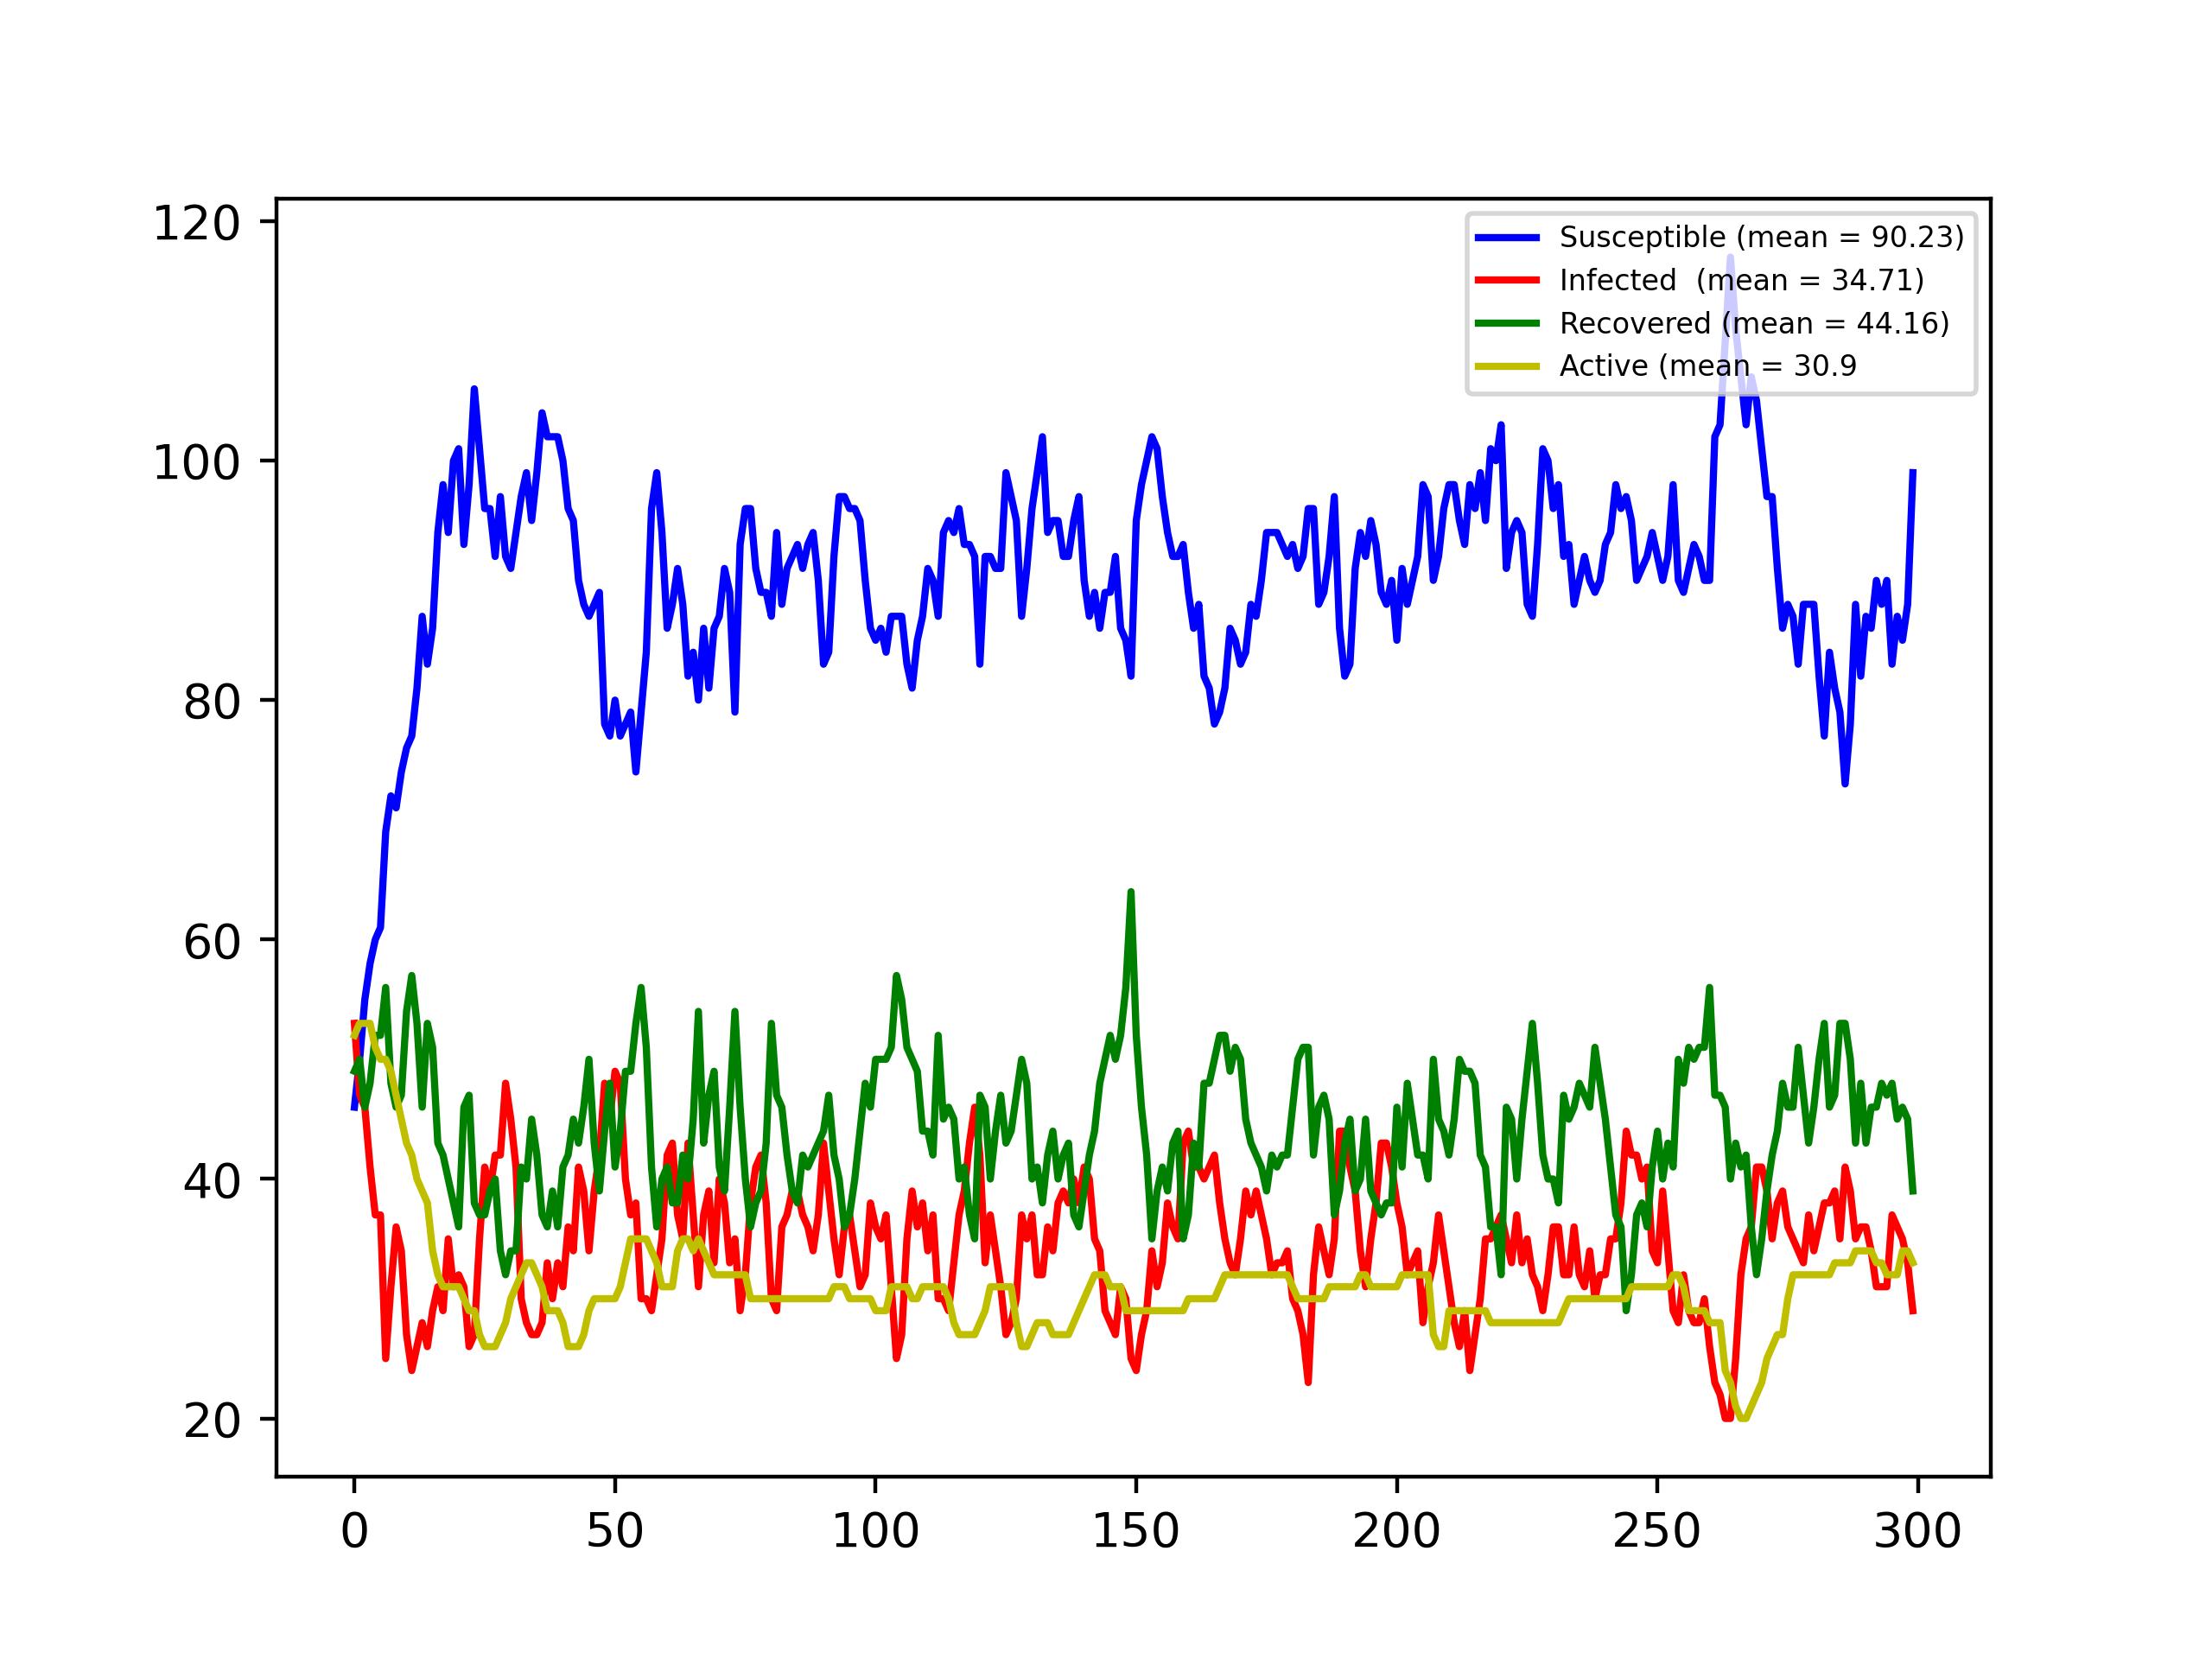 120
100
80
60
40
20
0 50 100 150 200 250 300
Susceptible (mean = 90.23)
Infected  (mean = 34.71)
Recovered (mean = 44.16)
Active (mean = 30.9